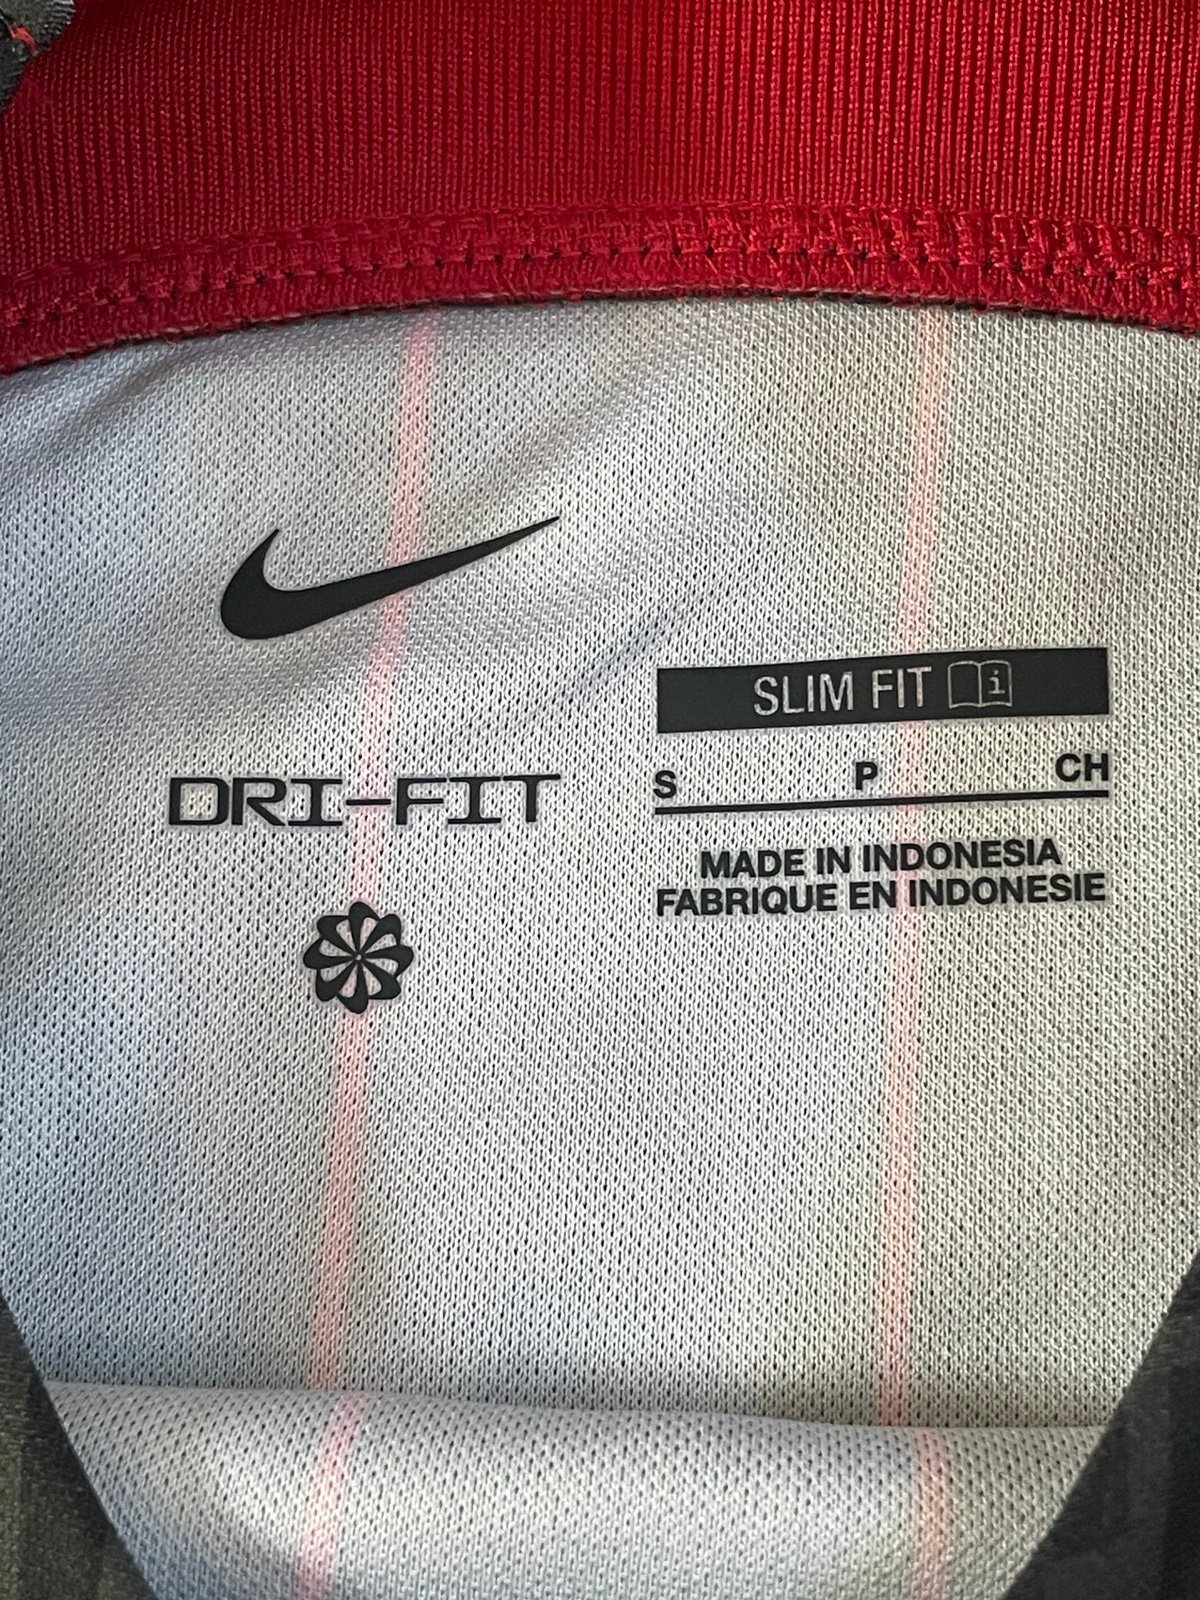 DRI-FIT
SLIM FIT
S P CH
MADE IN INDONESIA
FABRIQUE EN INDONESIE